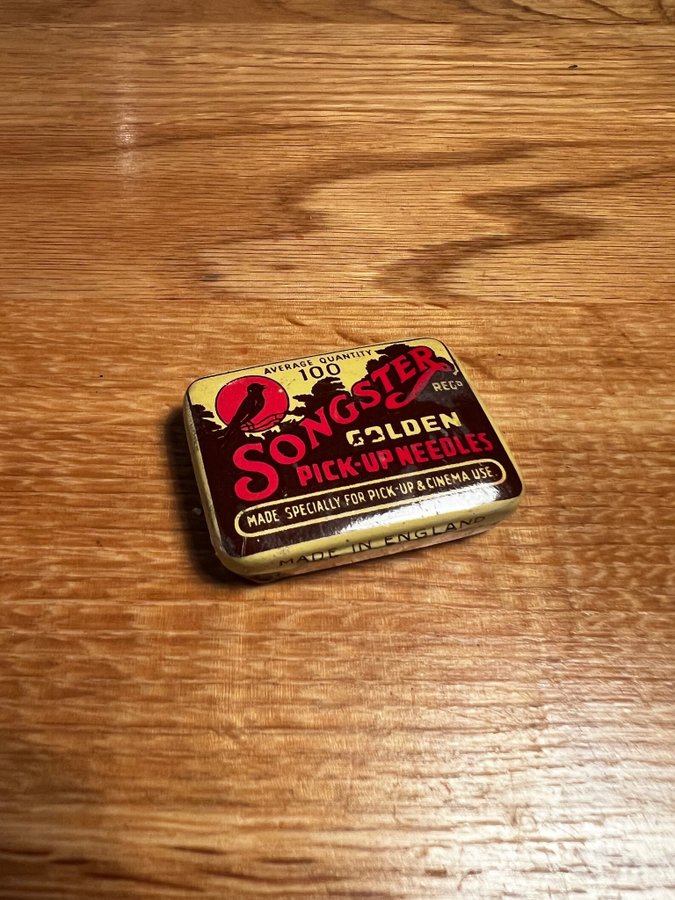 AVERAGE QUANTITY
100
SONGSTER
REGD
GOLDEN
PICK-UP NEEDLES
MADE SPECIALLY FOR PICK-UP & CINEMA USE.
MADE IN ENGLAND